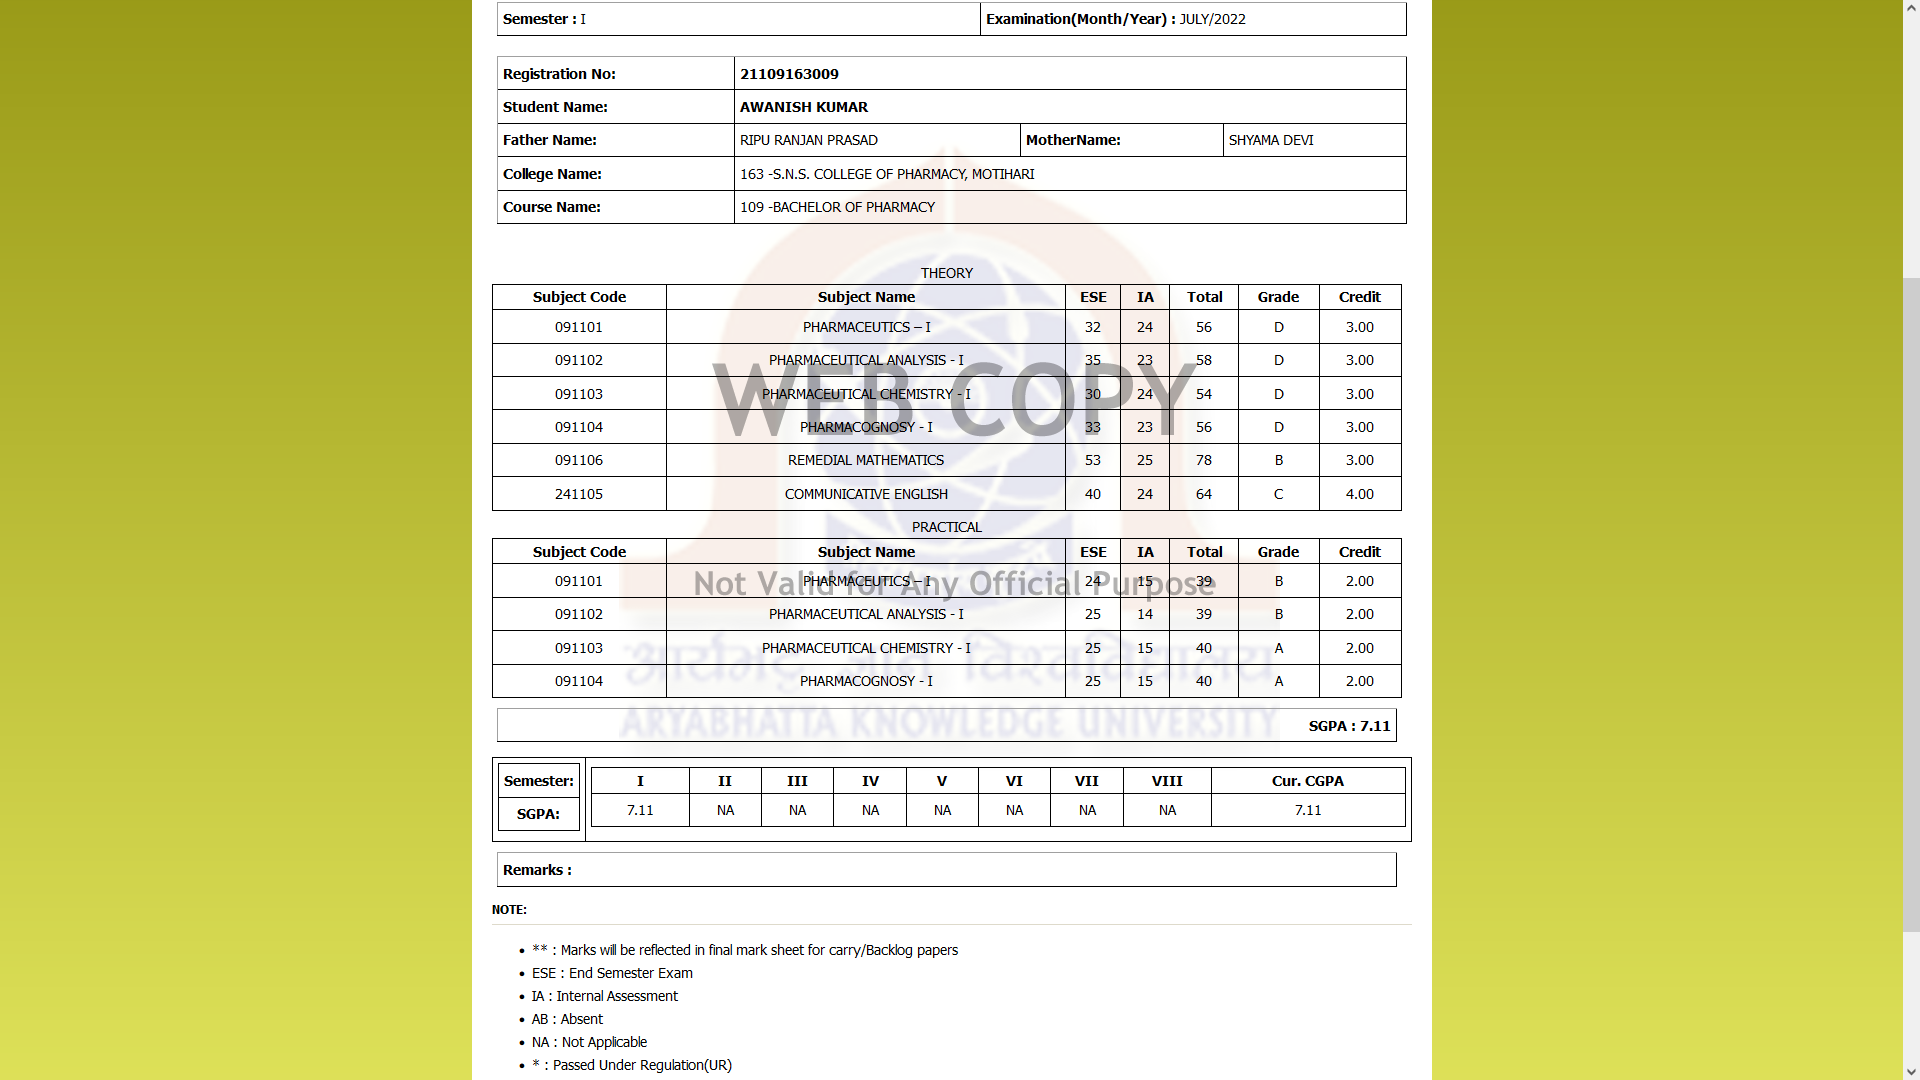 Semester : I Examination(Month/Year) : JULY/2022
Registration No: 21109163009
Student Name: AWANISH KUMAR
Father Name: RIPU RANJAN PRASAD MotherName: SHYAMA DEVI
College Name: 163 -S.N.S. COLLEGE OF PHARMACY, MOTIHARI
Course Name: 109 -BACHELOR OF PHARMACY
THEORY
Subject Code Subject Name ESE IA Total Grade Credit
091101 PHARMACEUTICS – I 32 24 56 D 3.00
091102 PHARMACEUTICAL ANALYSIS - I 35 23 58 D 3.00
WEB COPY
091103 PHARMACEUTICAL CHEMISTRY - I 30 24 54 D 3.00
091104 PHARMACOGNOSY - I 33 23 56 D 3.00
091106 REMEDIAL MATHEMATICS 53 25 78 B 3.00
241105 COMMUNICATIVE ENGLISH 40 24 64 C 4.00
PRACTICAL
Subject Code Subject Name ESE IA Total Grade Credit
091101 PHARMACEUTICS – I 24 15 39 B 2.00
Not Valid for Any Official Purpose
091102 PHARMACEUTICAL ANALYSIS - I 25 14 39 B 2.00
091103 PHARMACEUTICAL CHEMISTRY - I 25 15 40 A 2.00
आर्यभट्ट ज्ञान विश्वविद्यालय
091104 PHARMACOGNOSY - I 25 15 40 A 2.00
ARYABHATTA KNOWLEDGE UNIVERSITY
SGPA : 7.11
Semester: I II III IV V VI VII VIII Cur. CGPA
SGPA: 7.11 NA NA NA NA NA NA NA 7.11
Remarks :
NOTE:
• ** : Marks will be reflected in final mark sheet for carry/Backlog papers
• ESE : End Semester Exam
• IA : Internal Assessment
• AB : Absent
• NA : Not Applicable
• * : Passed Under Regulation(UR)